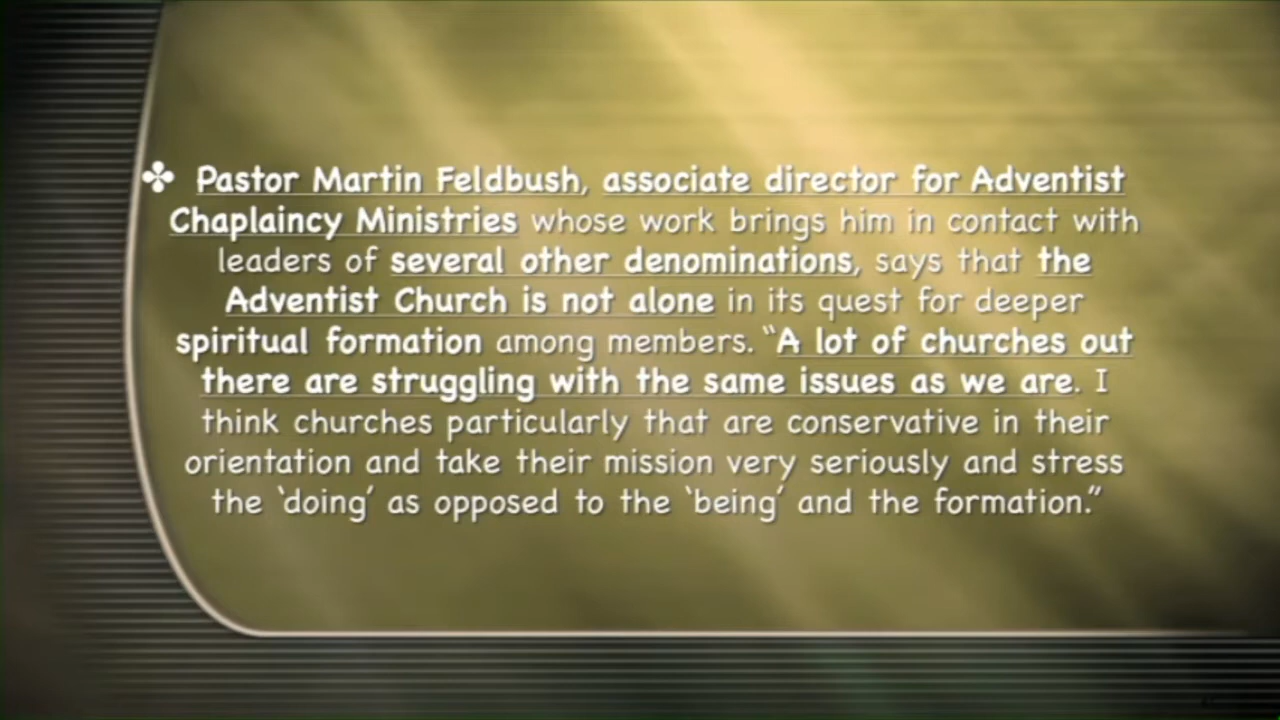 ✤ Pastor Martin Feldbush, associate director for Adventist
Chaplaincy Ministries whose work brings him in contact with
leaders of several other denominations, says that the
Adventist Church is not alone in its quest for deeper
spiritual formation among members. “A lot of churches out
there are struggling with the same issues as we are. I
think churches particularly that are conservative in their
orientation and take their mission very seriously and stress
the ‘doing’ as opposed to the ‘being’ and the formation.”